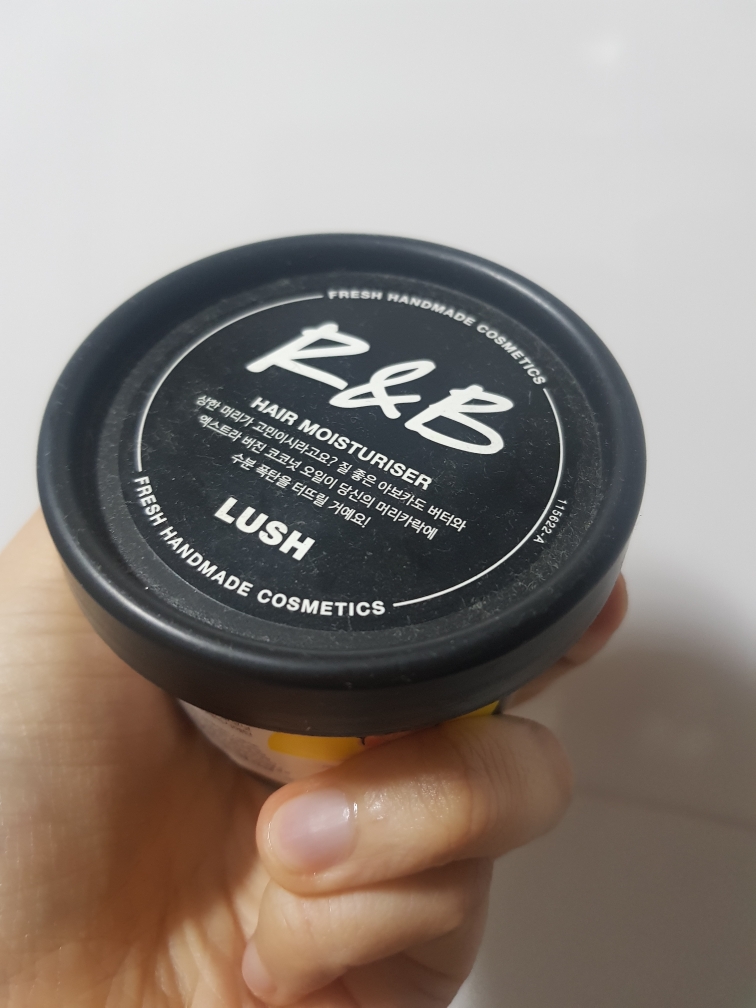 FRESH HANDMADE COSMETICS
R&B
HAIR MOISTURISER
상한 머리가 고민이시라고요? 질 좋은 아보카도 버터와
엑스트라 버진 코코넛 오일이 당신의 머리카락에
수분 폭탄을 터뜨릴 거예요!
LUSH
115622-A
FRESH HANDMADE COSMETICS